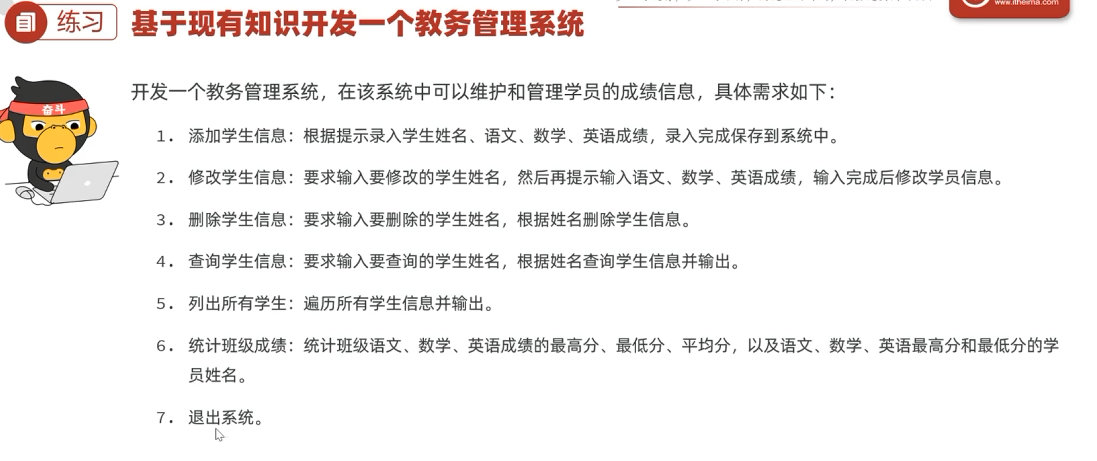 www.itheima.com
练习
基于现有知识开发一个教务管理系统
奋斗
开发一个教务管理系统，在该系统中可以维护和管理学员的成绩信息，具体需求如下：
1. 添加学生信息：根据提示录入学生姓名、语文、数学、英语成绩，录入完成保存到系统中。
2. 修改学生信息：要求输入要修改的学生姓名，然后再提示输入语文、数学、英语成绩，输入完成后修改学员信息。
3. 删除学生信息：要求输入要删除的学生姓名，根据姓名删除学生信息。
4. 查询学生信息：要求输入要查询的学生姓名，根据姓名查询学生信息并输出。
5. 列出所有学生：遍历所有学生信息并输出。
6. 统计班级成绩：统计班级语文、数学、英语成绩的最高分、最低分、平均分，以及语文、数学、英语最高分和最低分的学
员姓名。
7. 退出系统。